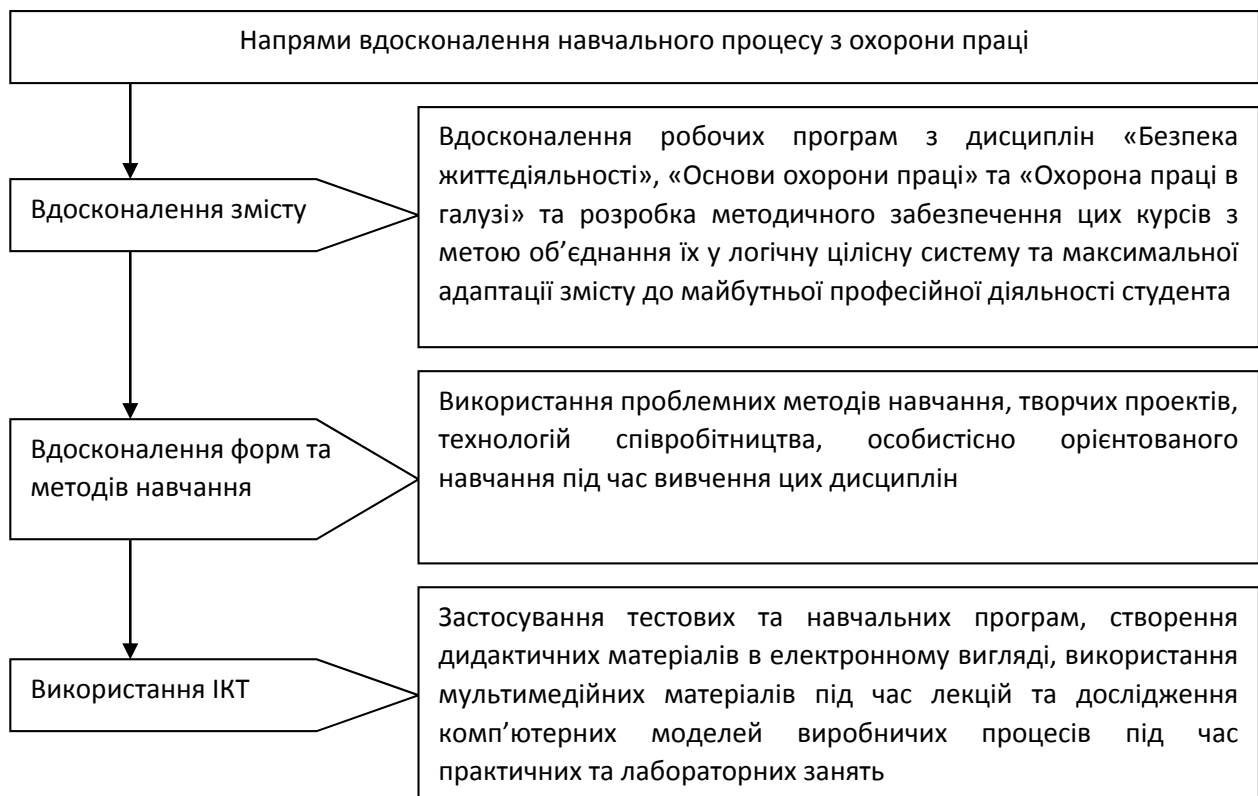 Напрями вдосконалення навчального процесу з охорони праці
Вдосконалення змісту
Вдосконалення робочих програм з дисциплін «Безпека
життєдіяльності», «Основи охорони праці» та «Охорона праці в
галузі» та розробка методичного забезпечення цих курсів з
метою об’єднання їх у логічну цілісну систему та максимальної
адаптації змісту до майбутньої професійної діяльності студента
Вдосконалення форм та
методів навчання
Використання проблемних методів навчання, творчих проектів,
технологій співробітництва, особистісно орієнтованого
навчання під час вивчення цих дисциплін
Використання ІКТ
Застосування тестових та навчальних програм, створення
дидактичних матеріалів в електронному вигляді, використання
мультимедійних матеріалів під час лекцій та дослідження
комп’ютерних моделей виробничих процесів під час
практичних та лабораторних занять